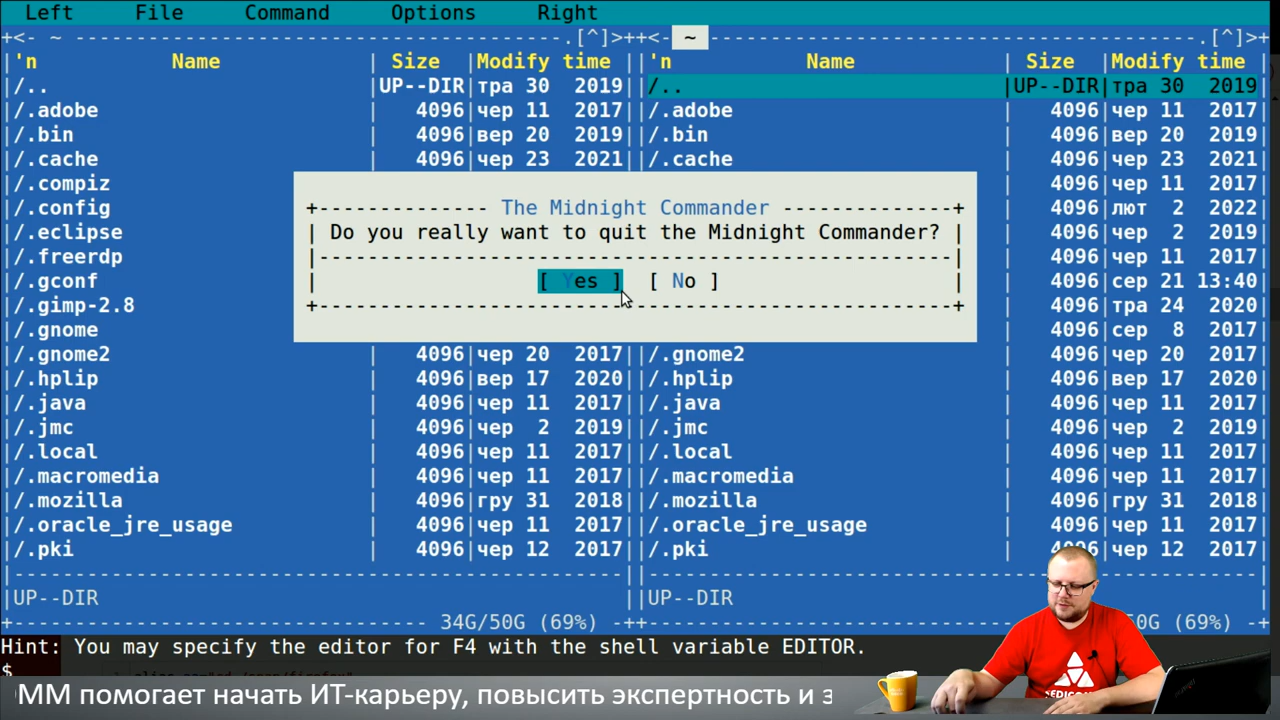 Left File Command Options Right
<- ~ .[^]> <- ~ .[^]>
'n Name Size Modify time 'n Name Size Modify time
/.. UP--DIR тра 30 2019 /.. UP--DIR тра 30 2019
/.adobe 4096 чер 11 2017 /.adobe 4096 чер 11 2017
/.bin 4096 вер 20 2019 /.bin 4096 вер 20 2019
/.cache 4096 чер 23 2021 /.cache 4096 чер 23 2021
/.compiz 4096 чер 11 2017
/.config The Midnight Commander 4096 лют 2 2022
/.eclipse Do you really want to quit the Midnight Commander? 4096 чер 2 2019
/.freerdp 4096 чер 11 2017
/.gconf [ Yes ] [ No ] 4096 сер 21 13:40
/.gimp-2.8 4096 тра 24 2020
/.gnome 4096 сер 8 2017
/.gnome2 4096 чер 20 2017 /.gnome2 4096 чер 20 2017
/.hplip 4096 вер 17 2020 /.hplip 4096 вер 17 2020
/.java 4096 чер 11 2017 /.java 4096 чер 11 2017
/.jmc 4096 чер 2 2019 /.jmc 4096 чер 2 2019
/.local 4096 чер 11 2017 /.local 4096 чер 11 2017
/.macromedia 4096 чер 11 2017 /.macromedia 4096 чер 11 2017
/.mozilla 4096 гру 31 2018 /.mozilla 4096 гру 31 2018
/.oracle_jre_usage 4096 чер 11 2017 /.oracle_jre_usage 4096 чер 11 2017
/.pki 4096 чер 12 2017 /.pki 4096 чер 12 2017
UP--DIR UP--DIR
34G/50G (69%) 50G (69%)
Hint: You may specify the editor for F4 with the shell variable EDITOR.
$
ММ помогает начать ИТ-карьеру, повысить экспертность и з